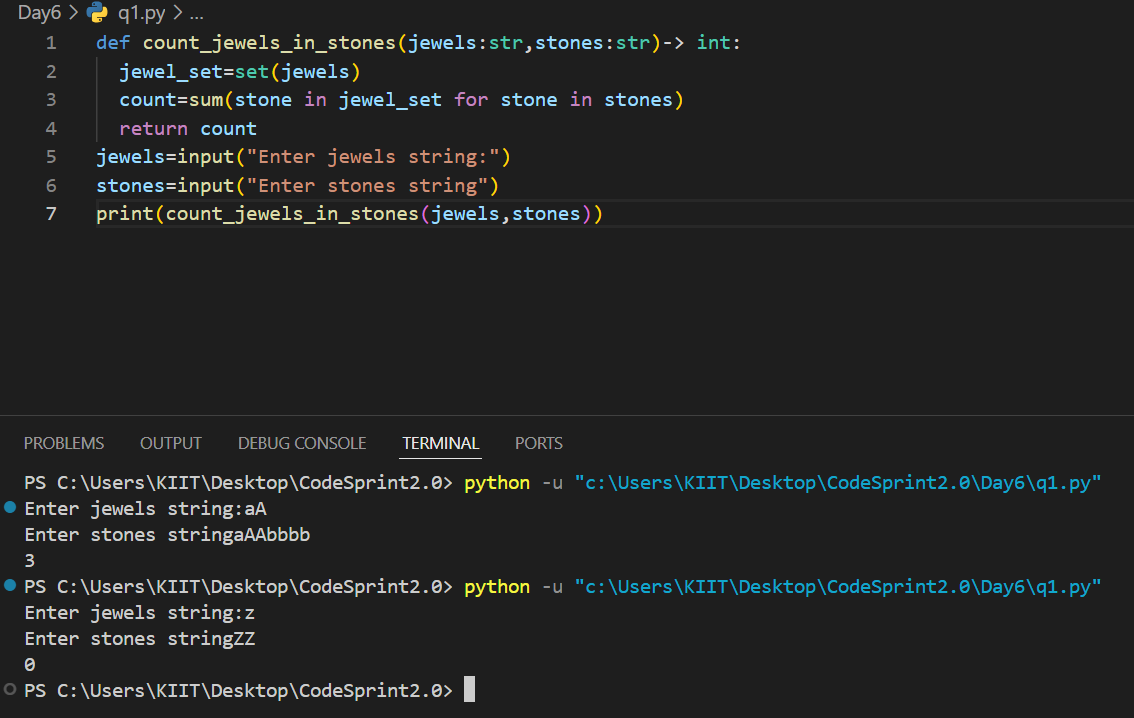 Day6 > q1.py > ...
1 def count_jewels_in_stones(jewels:str,stones:str)-> int:
2   jewel_set=set(jewels)
3   count=sum(stone in jewel_set for stone in stones)
4   return count
5 jewels=input("Enter jewels string:")
6 stones=input("Enter stones string")
7 print(count_jewels_in_stones(jewels,stones))
PROBLEMS OUTPUT DEBUG CONSOLE TERMINAL PORTS
PS C:\Users\KIIT\Desktop\CodeSprint2.0> python -u "c:\Users\KIIT\Desktop\CodeSprint2.0\Day6\q1.py"
Enter jewels string:aA
Enter stones stringaAAbbbb
3
PS C:\Users\KIIT\Desktop\CodeSprint2.0> python -u "c:\Users\KIIT\Desktop\CodeSprint2.0\Day6\q1.py"
Enter jewels string:z
Enter stones stringZZ
0
PS C:\Users\KIIT\Desktop\CodeSprint2.0>